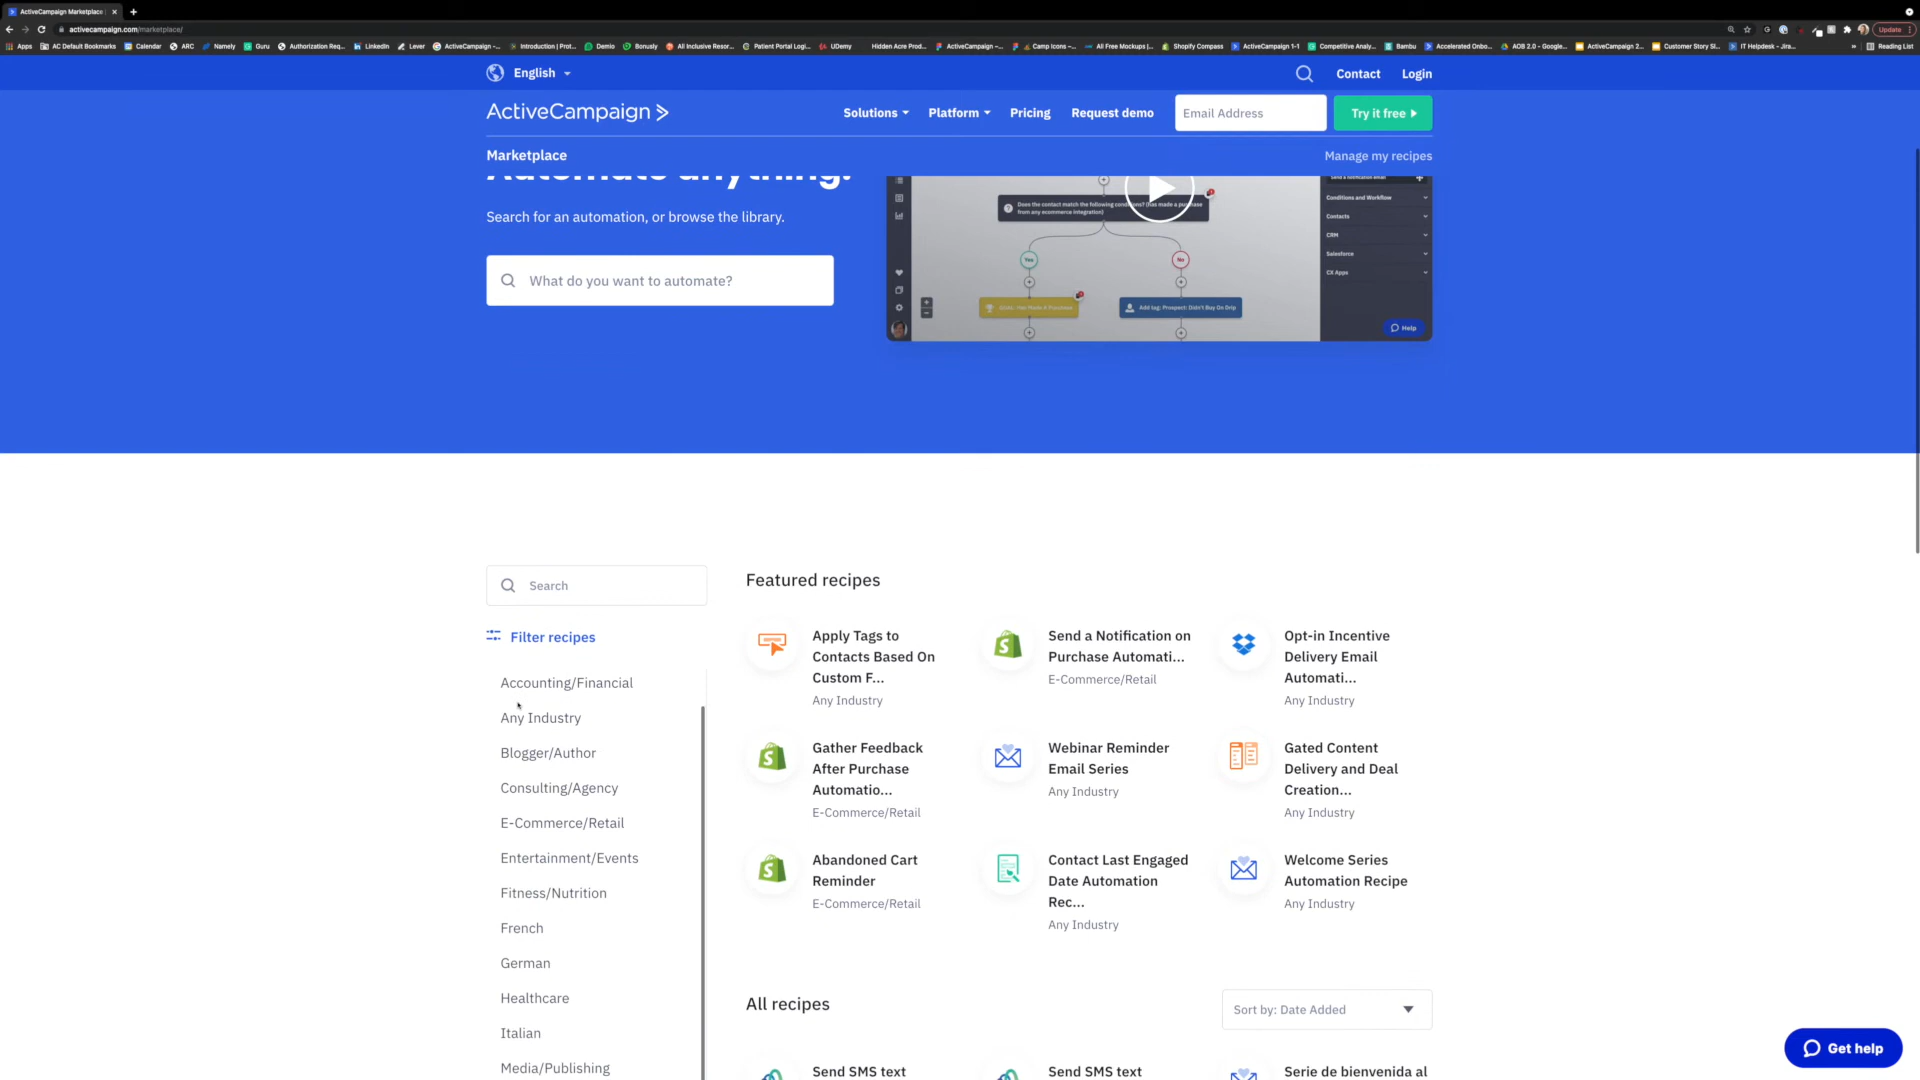 ActiveCampaign Marketplace
activecampaign.com/marketplace/
Update
Apps
AC Default Bookmarks
Calendar
ARC
Namely
Guru
Authorization Req...
LinkedIn
Lever
ActiveCampaign -...
Introduction | Prot...
Demio
Bonusly
All Inclusive Resor...
Patient Portal Logi...
UDemy
Hidden Acre Prod...
ActiveCampaign -...
Camp Icons –...
All Free Mockups |...
Shopify Compass
ActiveCampaign 1-1
Competitive Analy...
Bambu
Accelerated Onbo...
AOB 2.0 - Google...
ActiveCampaign 2...
Customer Story Sl...
IT Helpdesk - Jira...
Reading List
English
Contact
Login
ActiveCampaign >
Solutions
Platform
Pricing
Request demo
Email Address
Try it free
Marketplace
Manage my recipes
Automate anything.
Search for an automation, or browse the library.
What do you want to automate?
Send a notification email
Does the contact match the following conditions? (has made a purchase
from any ecommerce integration)
Conditions and Workflow
Contacts
CRM
Salesforce
CX Apps
Yes
No
Goal: Has Made A Purchase
Add tag: Prospect: Didn't Buy On Drip
Help
Search
Filter recipes
Accounting/Financial
Any Industry
Blogger/Author
Consulting/Agency
E-Commerce/Retail
Entertainment/Events
Fitness/Nutrition
French
German
Healthcare
Italian
Media/Publishing
Featured recipes
Apply Tags to
Contacts Based On
Custom F...
Any Industry
Send a Notification on
Purchase Automati...
E-Commerce/Retail
Opt-in Incentive
Delivery Email
Automati...
Any Industry
Gather Feedback
After Purchase
Automatio...
E-Commerce/Retail
Webinar Reminder
Email Series
Any Industry
Gated Content
Delivery and Deal
Creation...
Any Industry
Abandoned Cart
Reminder
E-Commerce/Retail
Contact Last Engaged
Date Automation
Rec...
Any Industry
Welcome Series
Automation Recipe
Any Industry
All recipes
Sort by: Date Added
Send SMS text
Send SMS text
Serie de bienvenida al
Get help